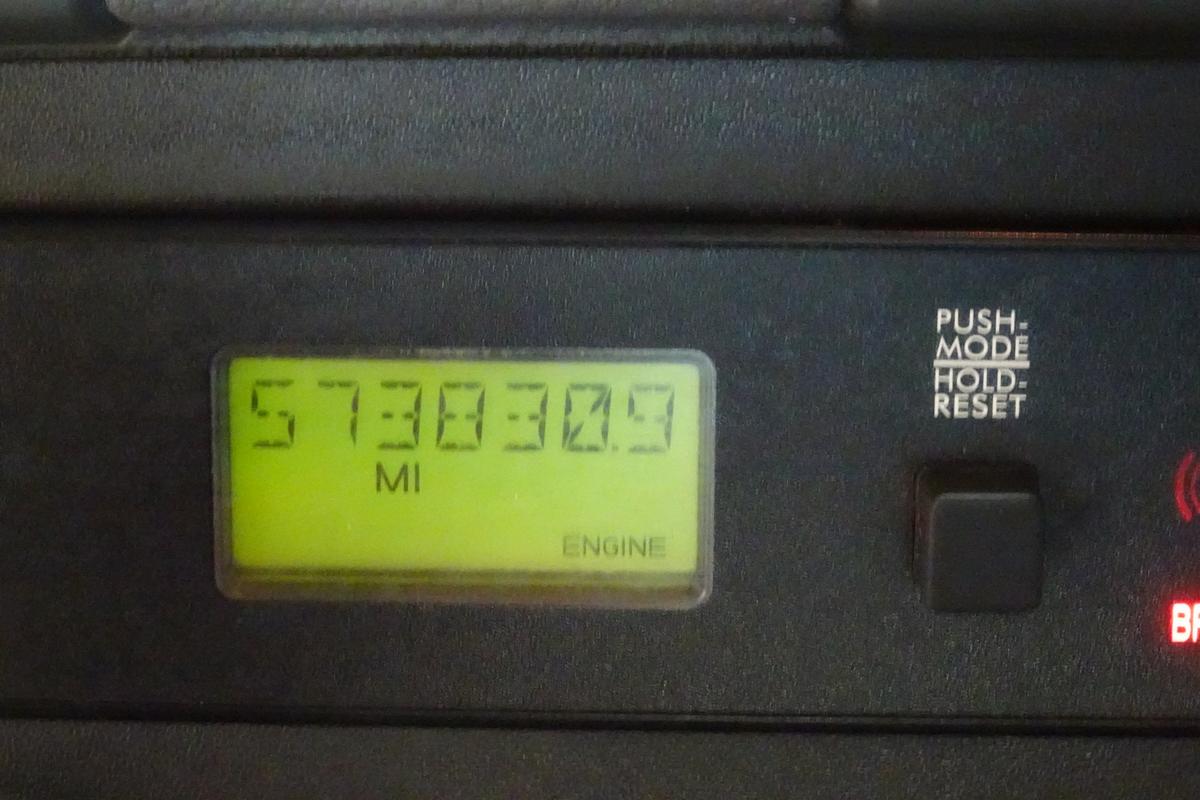 573830.9
MI
ENGINE
PUSH-
MODE
HOLD-
RESET